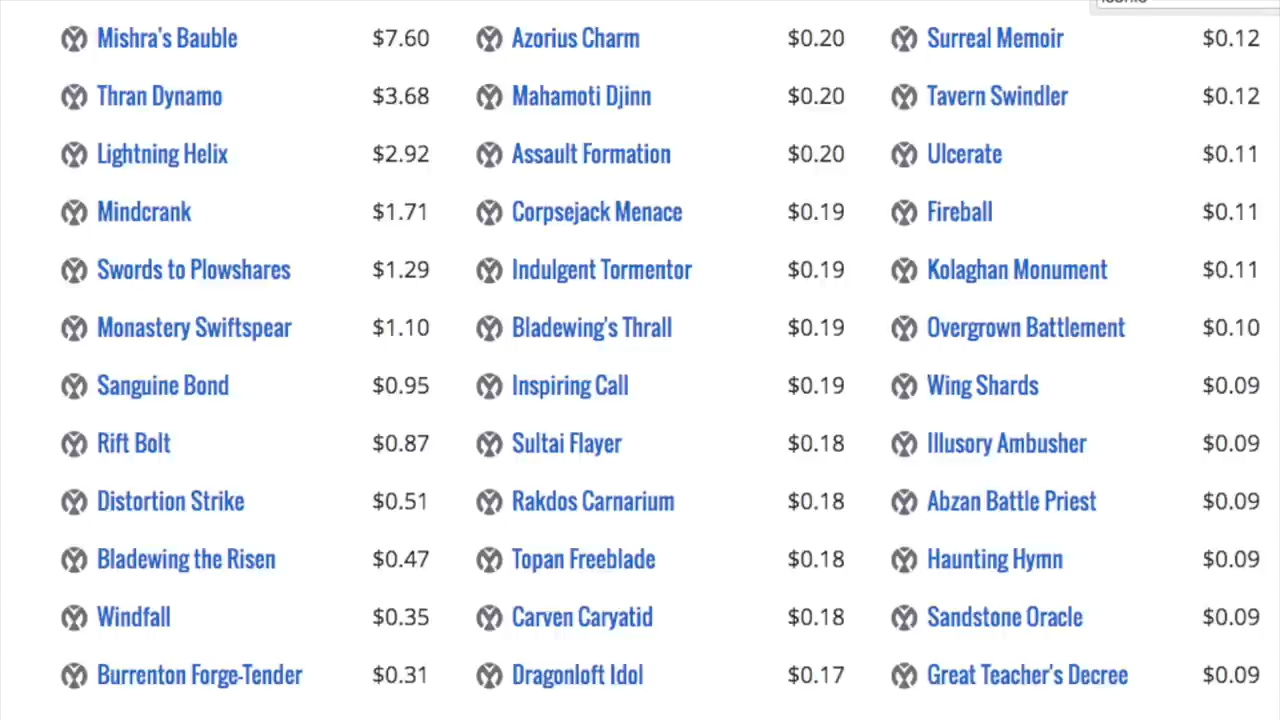 Mishra's Bauble $7.60 Azorius Charm $0.20 Surreal Memoir $0.12
Thran Dynamo $3.68 Mahamoti Djinn $0.20 Tavern Swindler $0.12
Lightning Helix $2.92 Assault Formation $0.20 Ulcerate $0.11
Mindcrank $1.71 Corpsejack Menace $0.19 Fireball $0.11
Swords to Plowshares $1.29 Indulgent Tormentor $0.19 Kolaghan Monument $0.11
Monastery Swiftspear $1.10 Bladewing's Thrall $0.19 Overgrown Battlement $0.10
Sanguine Bond $0.95 Inspiring Call $0.19 Wing Shards $0.09
Rift Bolt $0.87 Sultai Flayer $0.18 Illusory Ambusher $0.09
Distortion Strike $0.51 Rakdos Carnarium $0.18 Abzan Battle Priest $0.09
Bladewing the Risen $0.47 Topan Freeblade $0.18 Haunting Hymn $0.09
Windfall $0.35 Carven Caryatid $0.18 Sandstone Oracle $0.09
Burrenton Forge-Tender $0.31 Dragonloft Idol $0.17 Great Teacher's Decree $0.09